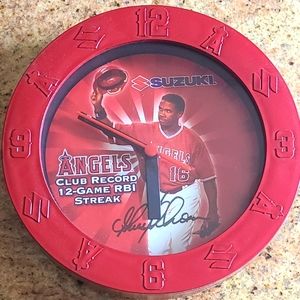 12
SUZUKI
ANGELS
CLUB RECORD
12-GAME RBI
STREAK
ANGELS
16
9
3
6